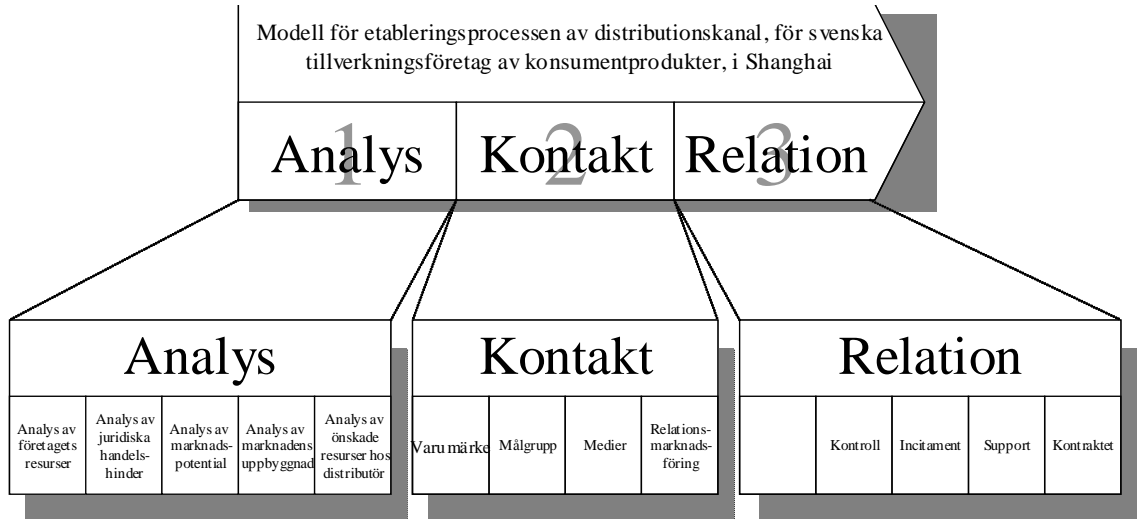 Modell för etableringsprocessen av distributionskanal, för svenska
tillverkningsföretag av konsumentprodukter, i Shanghai
1 2 3
Analys Kontakt Relation
Analys
Analys av
företagets
resurser
Analys av
juridiska
handels-
hinder
Analys av
marknads-
potential
Analys av
marknadens
uppbyggnad
Analys av
önskade
resurser hos
distributör
Kontakt
Varumärke
Målgrupp
Medier
Relations-
marknads-
föring
Relation
Kontroll
Incitament
Support
Kontraktet